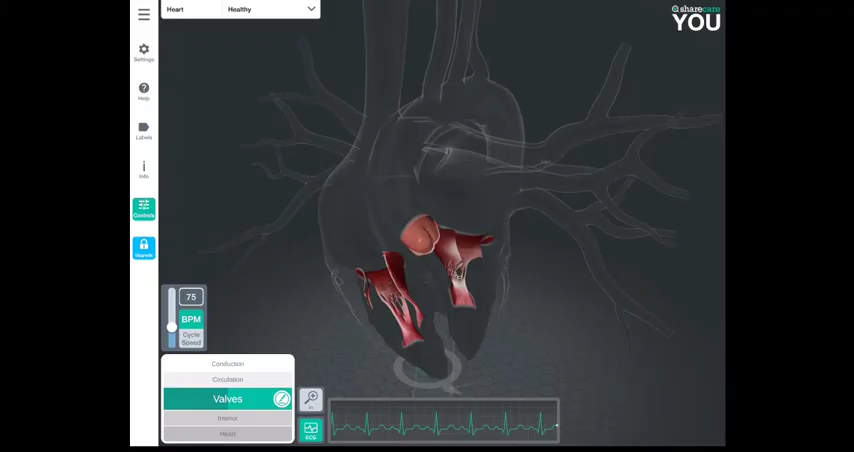 Heart Healthy
sharecare
YOU
Settings
Help
Labels
Info
Controls
Upgrade
75
BPM
Cycle
Speed
Conduction
Circulation
Valves
Interior
Heart
In
ECG